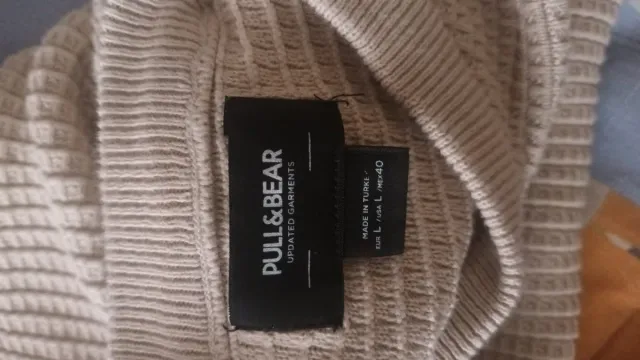 PULL&BEAR
UPDATED GARMENTS
MADE IN TURKEY
EUR L / USA L / MEX 40